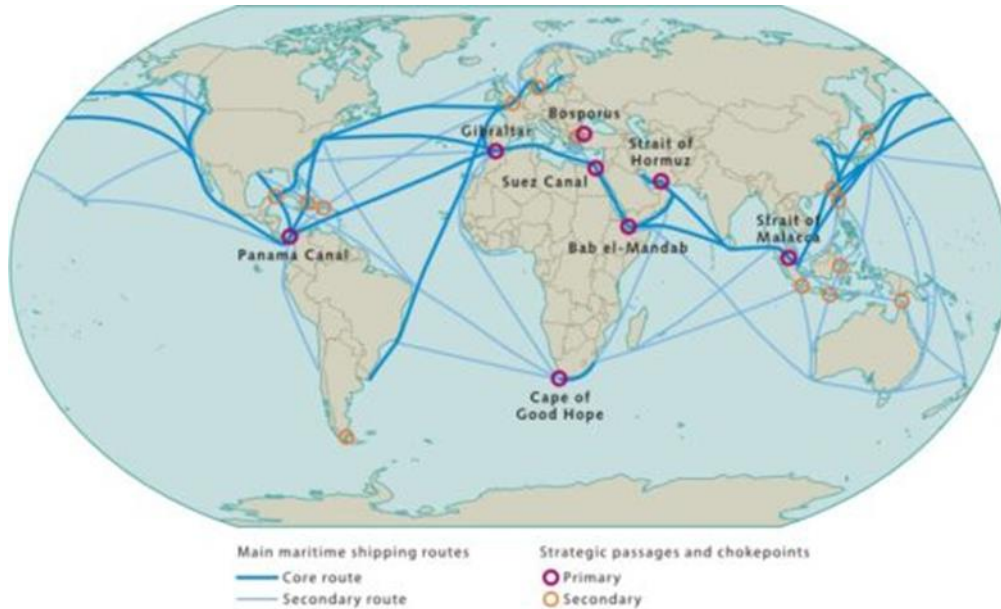 Bosporus
Gibraltar
Strait of
Hormuz
Suez Canal
Strait of
Malacca
Panama Canal
Bab el-Mandab
Cape of
Good Hope
Main maritime shipping routes
Core route
Secondary route
Strategic passages and chokepoints
Primary
Secondary